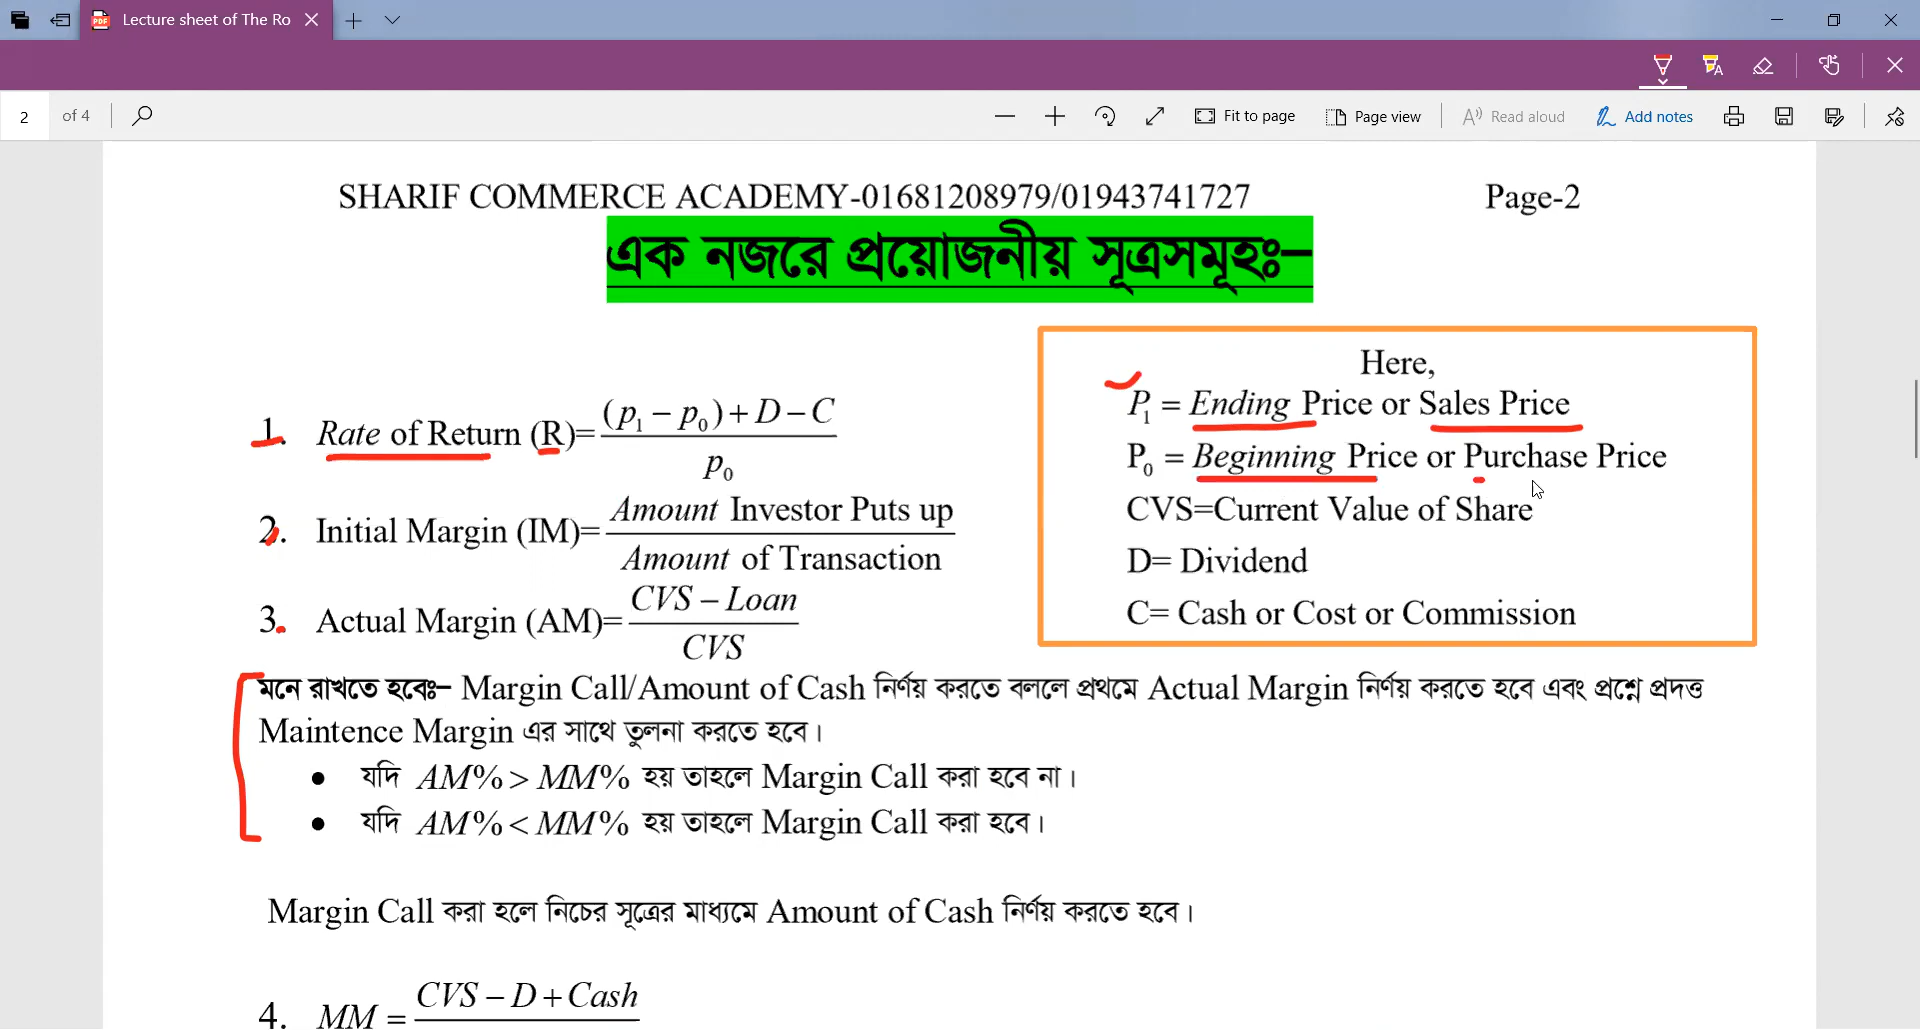 Lecture sheet of The Ro
2 of 4 Fit to page Page view Read aloud Add notes
SHARIF COMMERCE ACADEMY-01681208979/01943741727 Page-2
এক নজরে প্রয়োজনীয় সূত্রসমূহঃ-
1. Rate of Return (R)= (p₁ − p₀) + D − C / p₀
2. Initial Margin (IM)= Amount Investor Puts up / Amount of Transaction
3. Actual Margin (AM)= CVS − Loan / CVS
Here,
P₁ = Ending Price or Sales Price
P₀ = Beginning Price or Purchase Price
CVS=Current Value of Share
D= Dividend
C= Cash or Cost or Commission
মনে রাখতে হবেঃ- Margin Call/Amount of Cash নির্ণয় করতে বললে প্রথমে Actual Margin নির্ণয় করতে হবে এবং প্রশ্নে প্রদত্ত
Maintence Margin এর সাথে তুলনা করতে হবে।
• যদি AM% > MM% হয় তাহলে Margin Call করা হবে না।
• যদি AM% < MM% হয় তাহলে Margin Call করা হবে।
Margin Call করা হলে নিচের সূত্রের মাধ্যমে Amount of Cash নির্ণয় করতে হবে।
4. MM = CVS − D + Cash